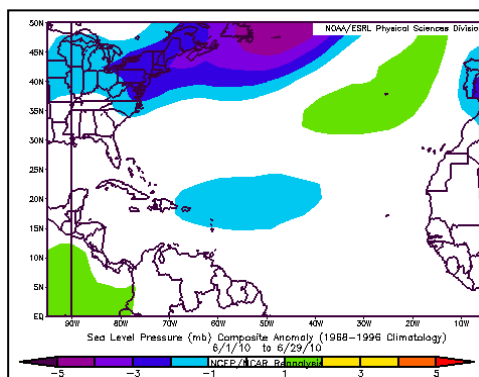 NOAA/ESRL Physical Sciences Divisio
50N
45N
40N
35N
30N
25N
20N
15N
10N
5N
EQ
90W 80W 70W 60W 50W 40W 30W 20W 10W
Sea Level Pressure (mb) Composite Anomaly (1968-1996 Climatology)
6/1/10 to 6/29/10
NCEP/NCAR Reanalysis
-5 -3 -1 1 3 5